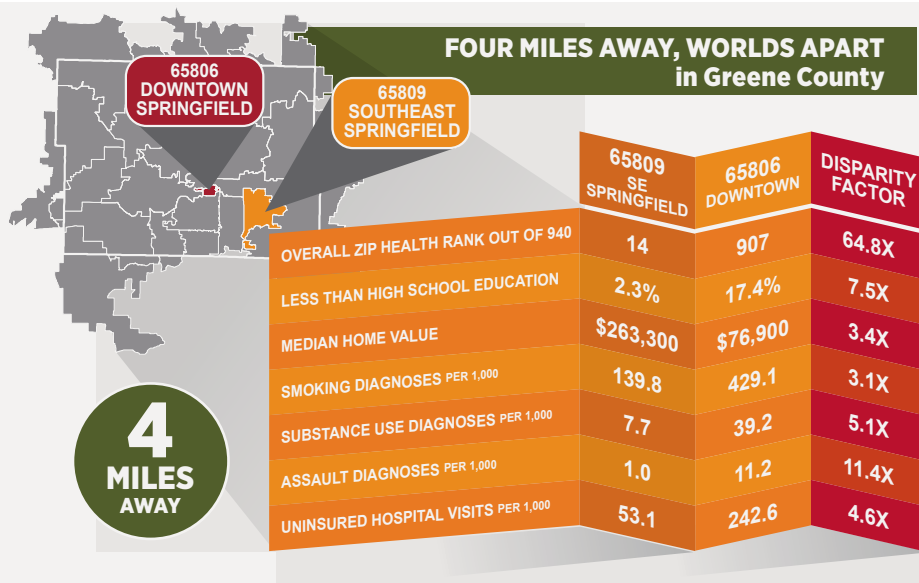 FOUR MILES AWAY, WORLDS APART
in Greene County
65806
DOWNTOWN
SPRINGFIELD
65809
SOUTHEAST
SPRINGFIELD
65809
SE
SPRINGFIELD
65806
DOWNTOWN
DISPARITY
FACTOR
OVERALL ZIP HEALTH RANK OUT OF 940 14 907 64.8X
LESS THAN HIGH SCHOOL EDUCATION 2.3% 17.4% 7.5X
MEDIAN HOME VALUE $263,300 $76,900 3.4X
SMOKING DIAGNOSES PER 1,000 139.8 429.1 3.1X
SUBSTANCE USE DIAGNOSES PER 1,000 7.7 39.2 5.1X
ASSAULT DIAGNOSES PER 1,000 1.0 11.2 11.4X
UNINSURED HOSPITAL VISITS PER 1,000 53.1 242.6 4.6X
4
MILES
AWAY